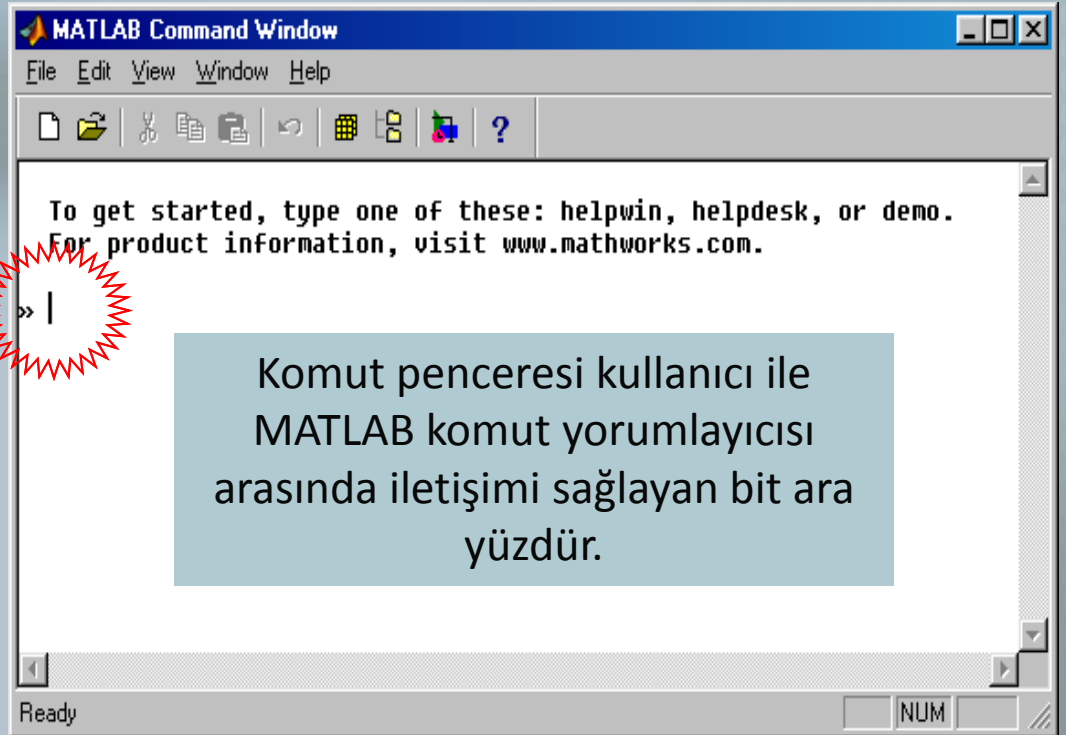 MATLAB Command Window
File Edit View Window Help
?
To get started, type one of these: helpwin, helpdesk, or demo.
For product information, visit www.mathworks.com.
»
Komut penceresi kullanıcı ile
MATLAB komut yorumlayıcısı
arasında iletişimi sağlayan bit ara
yüzdür.
Ready NUM